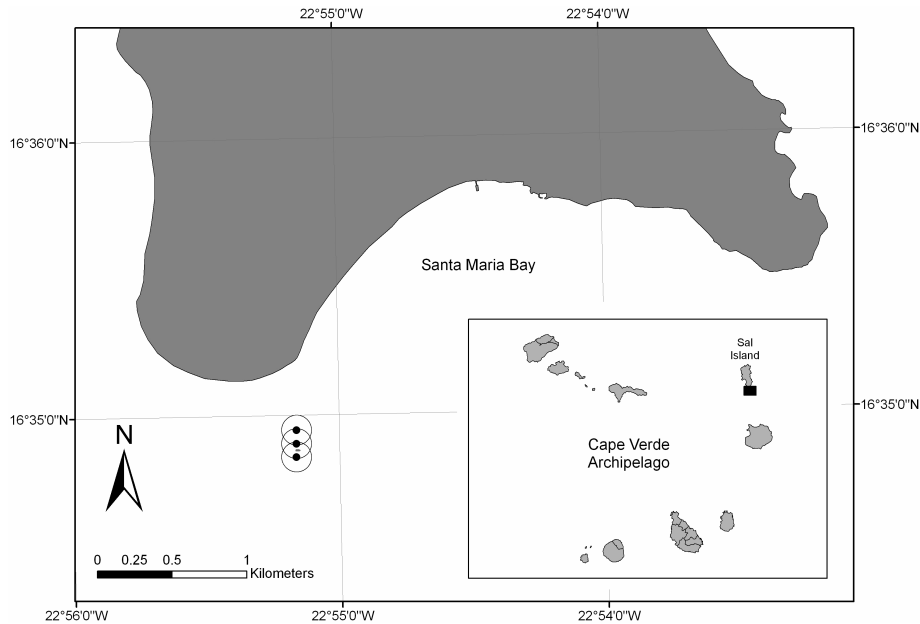 22°55'0"W
22°54'0"W
16°36'0"N
16°36'0"N
Santa Maria Bay
Sal
Island
16°35'0"N
16°35'0"N
N
Cape Verde
Archipelago
0 0.25 0.5 1
Kilometers
22°56'0"W
22°55'0"W
22°54'0"W